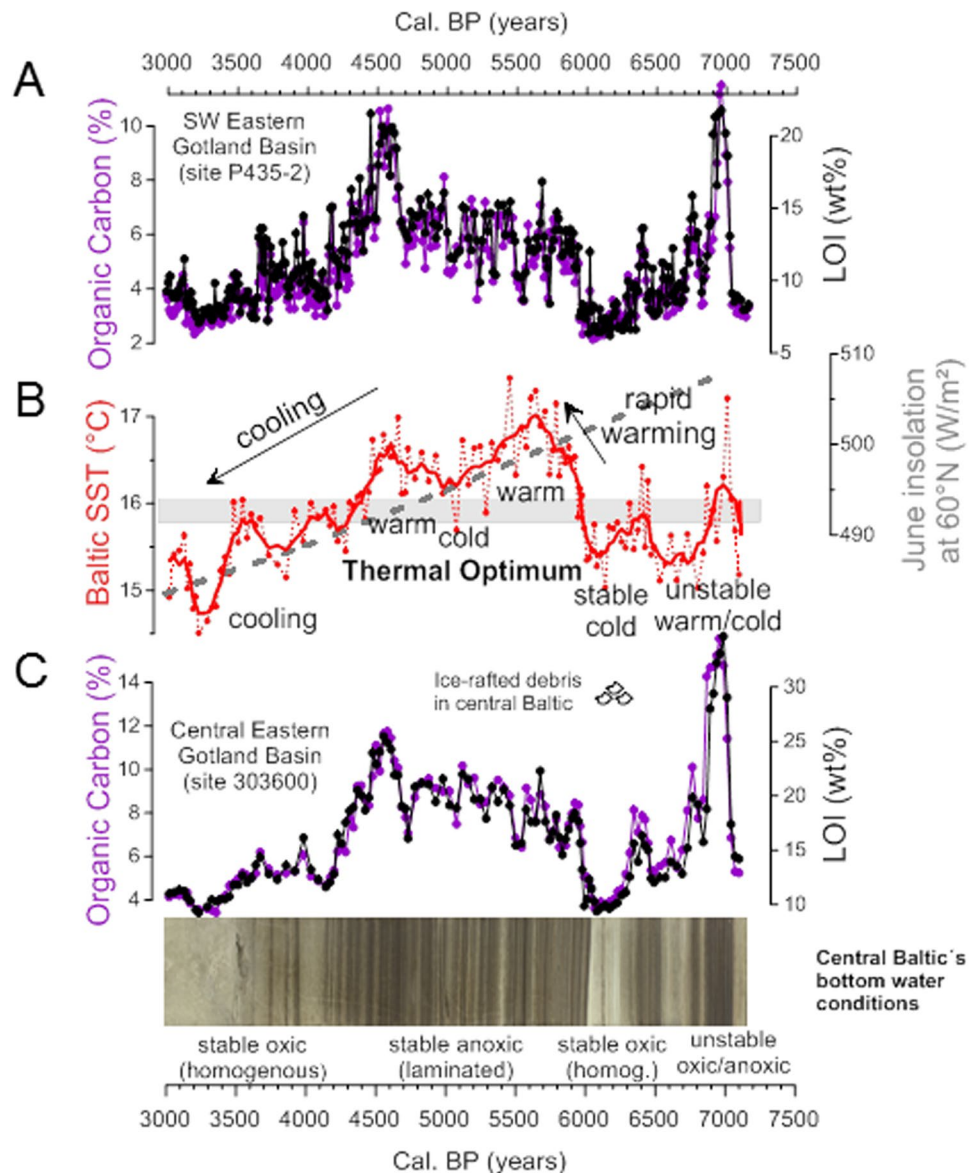 Cal. BP (years)
3000 3500 4000 4500 5000 5500 6000 6500 7000 7500
A
Organic Carbon (%)
10
8
6
4
2
SW Eastern
Gotland Basin
(site P435-2)
20
15
10
5
LOI (wt%)
B
Baltic SST (°C)
17
16
15
cooling
rapid
warming
warm
warm
cold
Thermal Optimum
cooling
stable
cold
unstable
warm/cold
510
500
490
June insolation
at 60°N (W/m²)
C
Organic Carbon (%)
14
12
10
8
6
4
Central Eastern
Gotland Basin
(site 303600)
Ice-rafted debris
in central Baltic
30
25
20
15
10
LOI (wt%)
Central Baltic´s
bottom water
conditions
stable oxic
(homogenous)
stable anoxic
(laminated)
stable oxic
(homog.)
unstable
oxic/anoxic
3000 3500 4000 4500 5000 5500 6000 6500 7000 7500
Cal. BP (years)